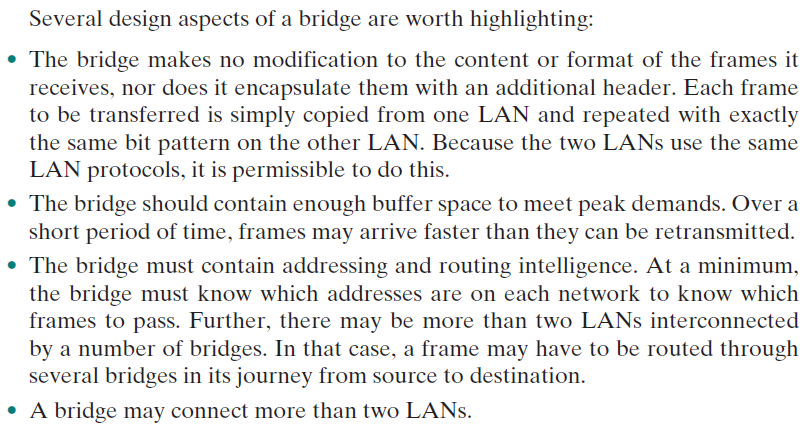 Several design aspects of a bridge are worth highlighting:
• The bridge makes no modification to the content or format of the frames it
receives, nor does it encapsulate them with an additional header. Each frame
to be transferred is simply copied from one LAN and repeated with exactly
the same bit pattern on the other LAN. Because the two LANs use the same
LAN protocols, it is permissible to do this.
• The bridge should contain enough buffer space to meet peak demands. Over a
short period of time, frames may arrive faster than they can be retransmitted.
• The bridge must contain addressing and routing intelligence. At a minimum,
the bridge must know which addresses are on each network to know which
frames to pass. Further, there may be more than two LANs interconnected
by a number of bridges. In that case, a frame may have to be routed through
several bridges in its journey from source to destination.
• A bridge may connect more than two LANs.